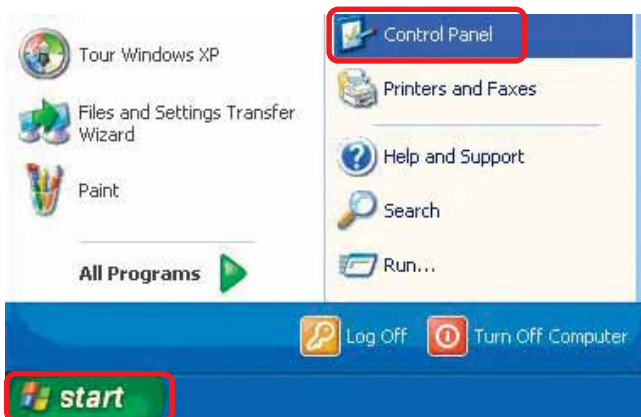 Tour Windows XP
Files and Settings Transfer
Wizard
Paint
All Programs
Control Panel
Printers and Faxes
Help and Support
Search
Run...
Log Off
Turn Off Computer
start